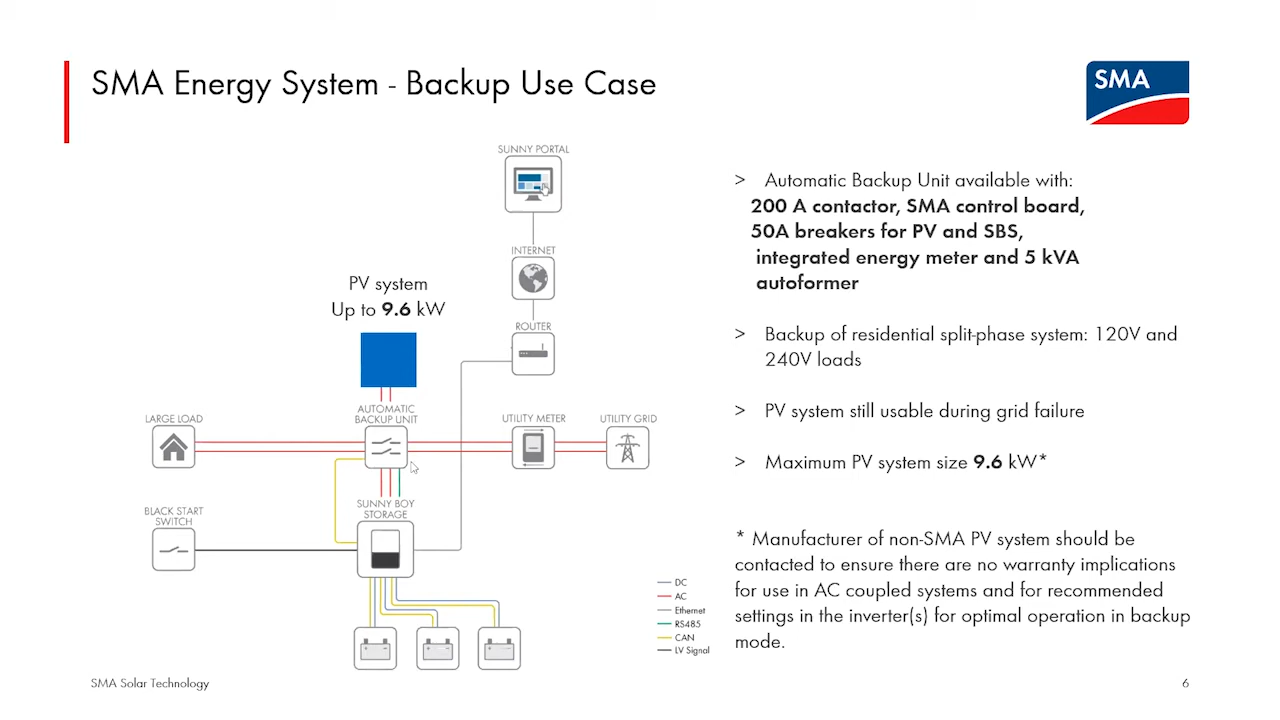 SMA Energy System - Backup Use Case
SMA
SUNNY PORTAL
INTERNET
PV system
Up to 9.6 kW
ROUTER
AUTOMATIC
BACKUP UNIT
LARGE LOAD
UTILITY METER
UTILITY GRID
SUNNY BOY
STORAGE
BLACK START
SWITCH
DC
AC
Ethernet
RS485
CAN
LV Signal
> Automatic Backup Unit available with:
200 A contactor, SMA control board,
50A breakers for PV and SBS,
integrated energy meter and 5 kVA
autoformer
> Backup of residential split-phase system: 120V and
240V loads
> PV system still usable during grid failure
> Maximum PV system size 9.6 kW*
* Manufacturer of non-SMA PV system should be
contacted to ensure there are no warranty implications
for use in AC coupled systems and for recommended
settings in the inverter(s) for optimal operation in backup
mode.
SMA Solar Technology
6